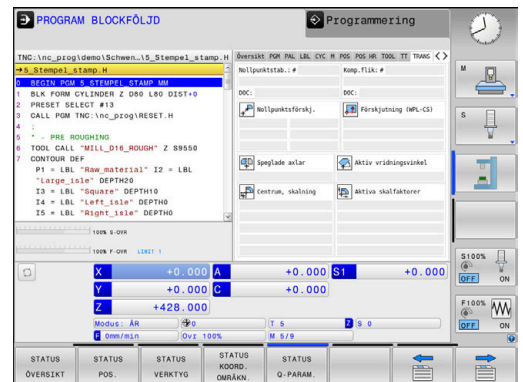 PROGRAM BLOCKFÖLJD
Programmering
TNC:\nc_prog\demo\Schwen...\5_Stempel_stamp.H
→5_Stempel_stamp.H
0 BEGIN PGM 5_STEMPEL_STAMP MM
1 BLK FORM CYLINDER Z D80 L80 DIST+0
2 PRESET SELECT #13
3 CALL PGM TNC:\nc_prog\RESET.H
4 ;
5 * - PRE ROUGHING
6 TOOL CALL "MILL_D16_ROUGH" Z S9550
7 CONTOUR DEF
P1 = LBL "Raw_material" I2 = LBL
"Large_isle" DEPTH20
I3 = LBL "Square" DEPTH10
I4 = LBL "Left_isle" DEPTH0
I5 = LBL "Right_isle" DEPTH0
100% S-OVR
100% F-OVR LIMIT 1
Översikt PGM PAL LBL CYC M POS POS HR TOOL TT TRANS
Nollpunktstab.: #
Komp.flik: #
DOC:
DOC:
Nollpunktsförskj.
Förskjutning (WPL-CS)
Speglade axlar
Aktiv vridningsvinkel
Centrum, skalning
Aktiva skalfaktorer
X +0.000 A +0.000 S1 +0.000
Y +0.000 C +0.000
Z +428.000
Modus: ÄR 0 T 5 Z S 0
F 0mm/min Ovr 100% M 5/9
M
S
S100%
OFF ON
F100%
OFF ON
STATUS ÖVERSIKT
STATUS POS.
STATUS VERKTYG
STATUS KOORD. OMRÄKN.
STATUS Q-PARAM.